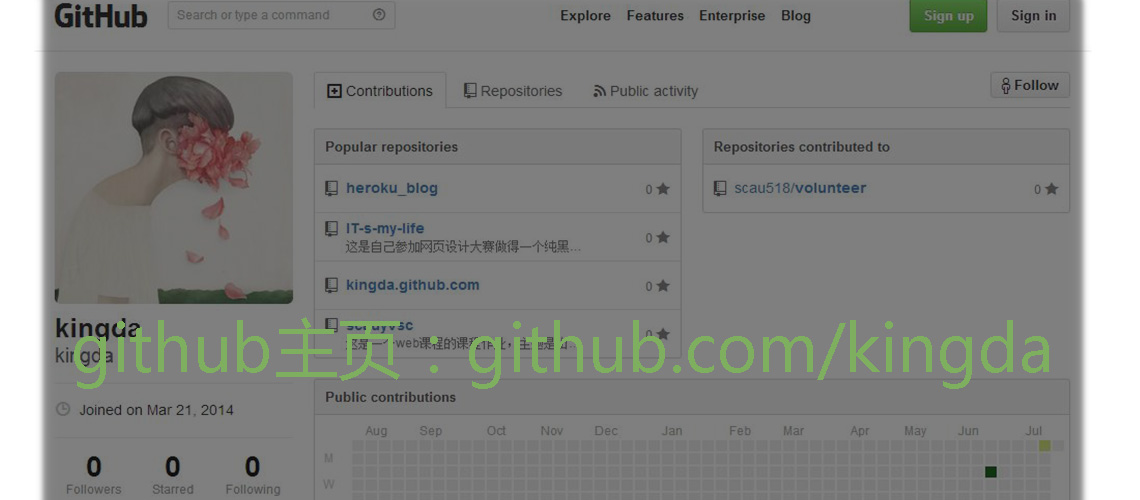 GitHub
Search or type a command
Explore Features Enterprise Blog
Sign up Sign in
Contributions Repositories Public activity
Follow
Popular repositories
heroku_blog
0
IT-s-my-life
这是自己参加网页设计大赛做得一个纯黑...
0
kingda.github.com
0
0
Repositories contributed to
scau518/volunteer
0
kingda
kingda
github主页：github.com/kingda
Joined on Mar 21, 2014
0 0 0
Followers Starred Following
Public contributions
Aug Sep Oct Nov Dec Jan Feb Mar Apr May Jun Jul
M
W